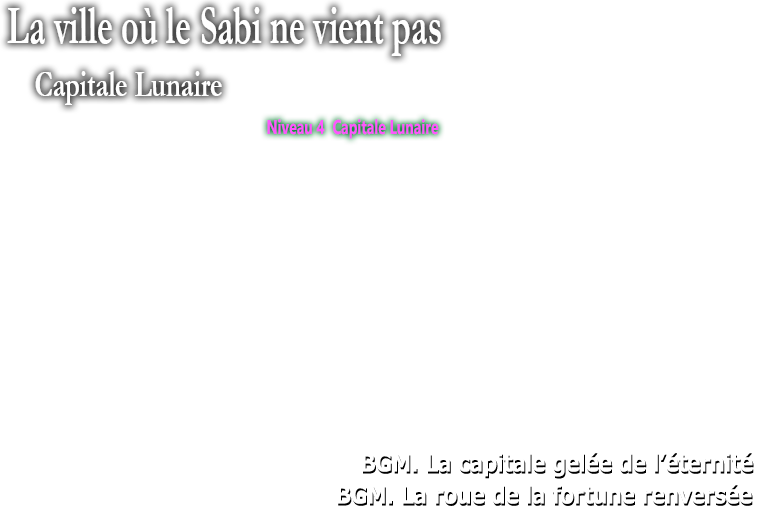 La ville où le Sabi ne vient pas
Capitale Lunaire
Niveau 4 Capitale Lunaire
BGM. La capitale gelée de l'éternité
BGM. La roue de la fortune renversée